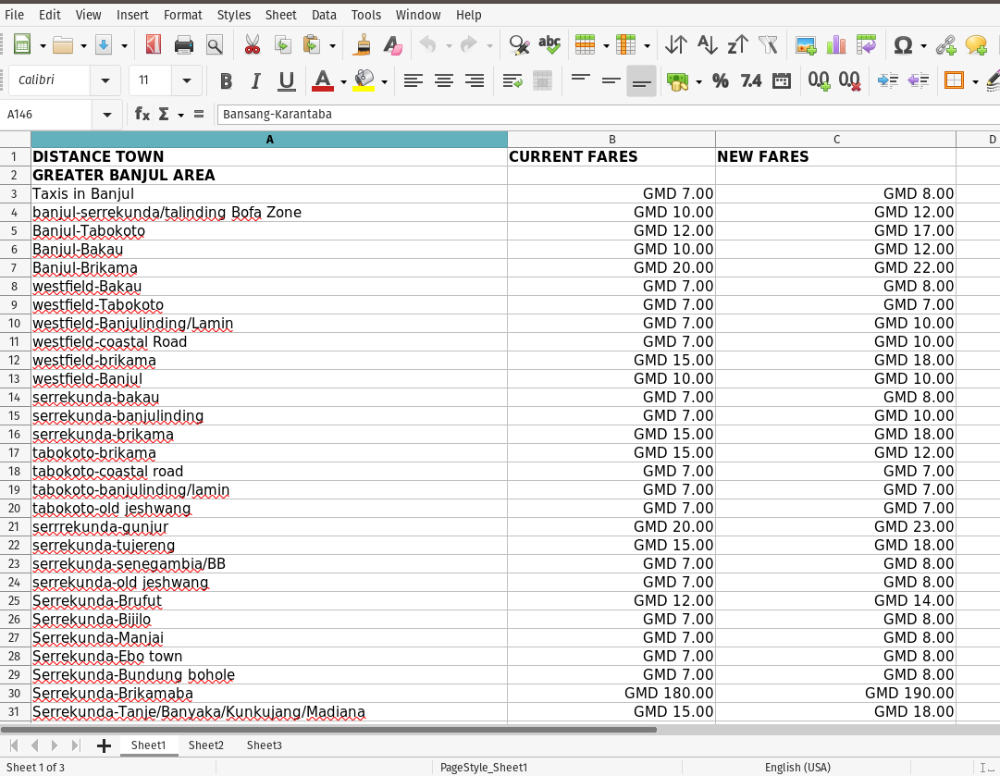 File Edit View Insert Format Styles Sheet Data Tools Window Help
Calibri 11 B I U A % 7.4 0.0 0.0
A146 fx Σ = Bansang-Karantaba
A B C D
1 DISTANCE TOWN CURRENT FARES NEW FARES
2 GREATER BANJUL AREA
3 Taxis in Banjul GMD 7.00 GMD 8.00
4 banjul-serrekunda/talinding Bofa Zone GMD 10.00 GMD 12.00
5 Banjul-Tabokoto GMD 12.00 GMD 17.00
6 Banjul-Bakau GMD 10.00 GMD 12.00
7 Banjul-Brikama GMD 20.00 GMD 22.00
8 westfield-Bakau GMD 7.00 GMD 8.00
9 westfield-Tabokoto GMD 7.00 GMD 7.00
10 westfield-Banjulinding/Lamin GMD 7.00 GMD 10.00
11 westfield-coastal Road GMD 7.00 GMD 10.00
12 westfield-brikama GMD 15.00 GMD 18.00
13 westfield-Banjul GMD 10.00 GMD 10.00
14 serrekunda-bakau GMD 7.00 GMD 8.00
15 serrekunda-banjulinding GMD 7.00 GMD 10.00
16 serrekunda-brikama GMD 15.00 GMD 18.00
17 tabokoto-brikama GMD 15.00 GMD 12.00
18 tabokoto-coastal road GMD 7.00 GMD 7.00
19 tabokoto-banjulinding/lamin GMD 7.00 GMD 7.00
20 tabokoto-old jeshwang GMD 7.00 GMD 7.00
21 serrrekunda-gunjur GMD 20.00 GMD 23.00
22 serrekunda-tujereng GMD 15.00 GMD 18.00
23 serrekunda-senegambia/BB GMD 7.00 GMD 8.00
24 serrekunda-old jeshwang GMD 7.00 GMD 8.00
25 Serrekunda-Brufut GMD 12.00 GMD 14.00
26 Serrekunda-Bijilo GMD 7.00 GMD 8.00
27 Serrekunda-Manjai GMD 7.00 GMD 8.00
28 Serrekunda-Ebo town GMD 7.00 GMD 8.00
29 Serrekunda-Bundung bohole GMD 7.00 GMD 8.00
30 Serrekunda-Brikamaba GMD 180.00 GMD 190.00
31 Serrekunda-Tanje/Banyaka/Kunkujang/Madiana GMD 15.00 GMD 18.00
Sheet1 Sheet2 Sheet3
Sheet 1 of 3 PageStyle_Sheet1 English (USA)